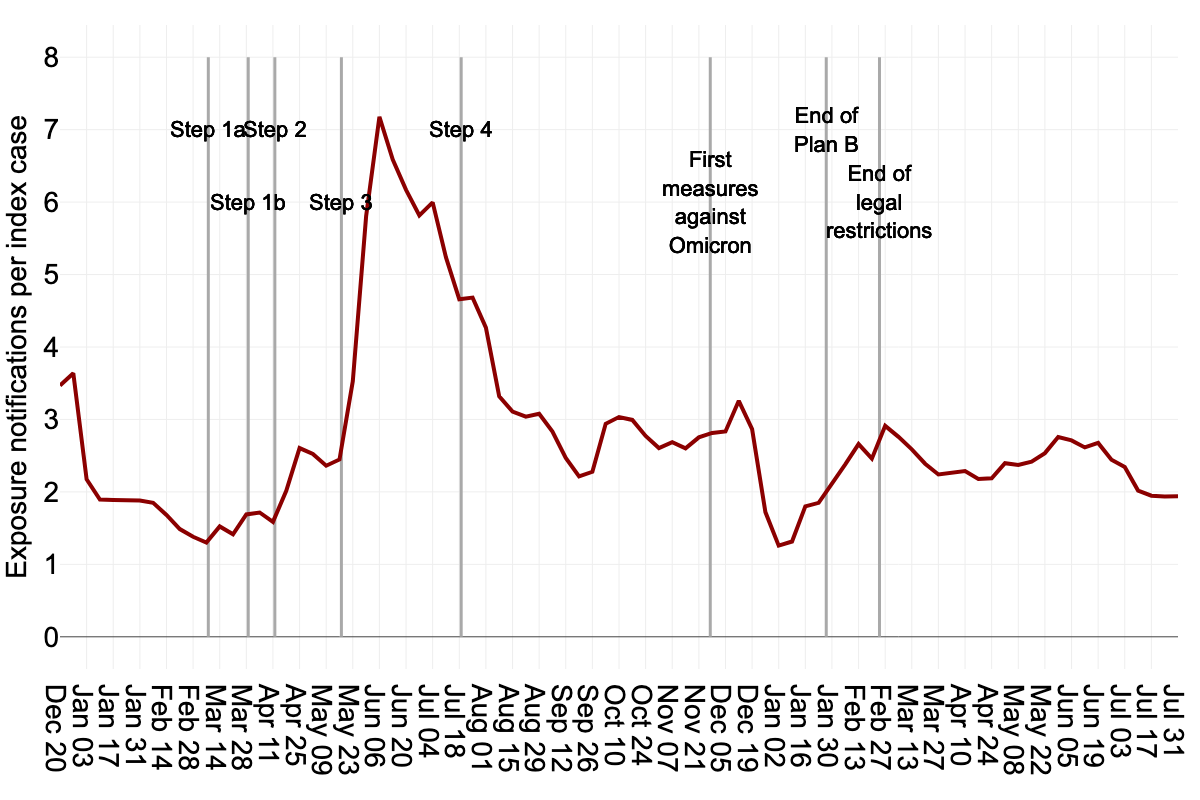 Exposure notifications per index case
8
7
6
5
4
3
2
1
0
Step 1a
Step 2
Step 1b
Step 3
Step 4
First
measures
against
Omicron
End of
Plan B
End of
legal
restrictions
Dec 20
Jan 03
Jan 17
Jan 31
Feb 14
Feb 28
Mar 14
Mar 28
Apr 11
Apr 25
May 09
May 23
Jun 06
Jun 20
Jul 04
Jul 18
Aug 01
Aug 15
Aug 29
Sep 12
Sep 26
Oct 10
Oct 24
Nov 07
Nov 21
Dec 05
Dec 19
Jan 02
Jan 16
Jan 30
Feb 13
Feb 27
Mar 13
Mar 27
Apr 10
Apr 24
May 08
May 22
Jun 05
Jun 19
Jul 03
Jul 17
Jul 31